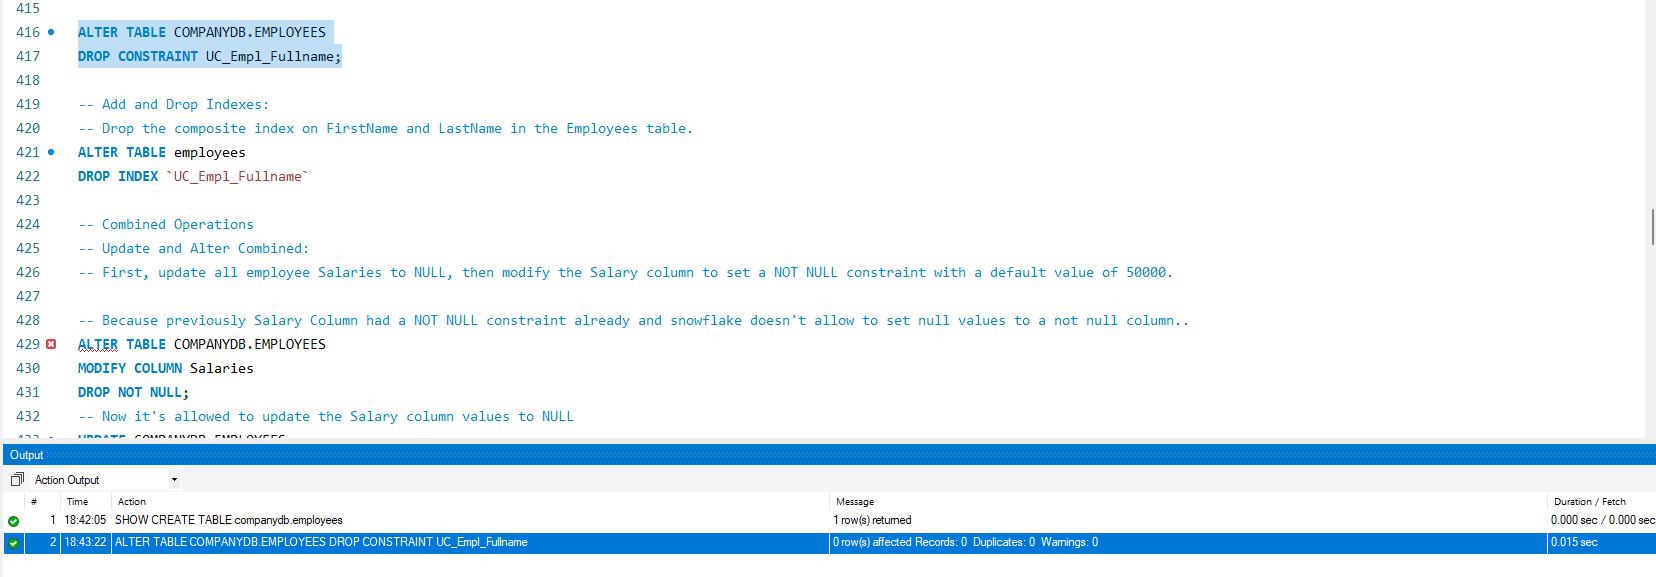 415
416 ALTER TABLE COMPANYDB.EMPLOYEES
417 DROP CONSTRAINT UC_Empl_Fullname;
418
419 -- Add and Drop Indexes:
420 -- Drop the composite index on FirstName and LastName in the Employees table.
421 ALTER TABLE employees
422 DROP INDEX `UC_Empl_Fullname`
423
424 -- Combined Operations
425 -- Update and Alter Combined:
426 -- First, update all employee Salaries to NULL, then modify the Salary column to set a NOT NULL constraint with a default value of 50000.
427
428 -- Because previously Salary Column had a NOT NULL constraint already and snowflake doesn't allow to set null values to a not null column..
429 ALTER TABLE COMPANYDB.EMPLOYEES
430 MODIFY COLUMN Salaries
431 DROP NOT NULL;
432 -- Now it's allowed to update the Salary column values to NULL
433 UPDATE COMPANYDB.EMPLOYEES
Output
Action Output
# Time Action Message Duration / Fetch
1 18:42:05 SHOW CREATE TABLE companydb.employees 1 row(s) returned 0.000 sec / 0.000 sec
2 18:43:22 ALTER TABLE COMPANYDB.EMPLOYEES DROP CONSTRAINT UC_Empl_Fullname 0 row(s) affected Records: 0 Duplicates: 0 Warnings: 0 0.015 sec